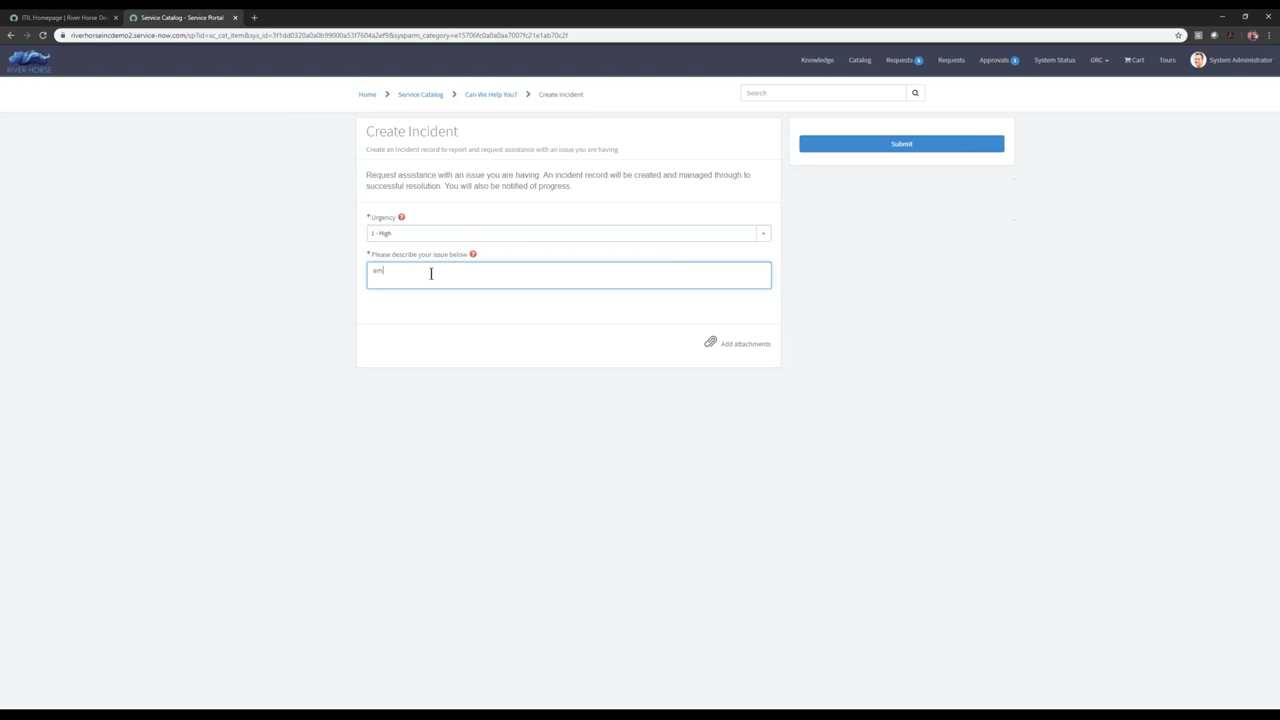 ITIL Homepage | River Horse De
Service Catalog - Service Portal
riverhorseincdemo2.service-now.com/sp?id=sc_cat_item&sys_id=3f1dd0320a0a0b99000a53f7604a2ef9&sysparm_category=e15706fc0a0a0aa7007fc21e1ab70c2f
RIVER HORSE
Knowledge
Catalog
Requests 5
Requests
Approvals 1
System Status
GRC
Cart
Tours
System Administrator
Home > Service Catalog > Can We Help You? > Create Incident
Search
Create Incident
Create an Incident record to report and request assistance with an issue you are having
Submit
Request assistance with an issue you are having. An incident record will be created and managed through to
successful resolution. You will also be notified of progress.
* Urgency ?
1 - High
* Please describe your issue below ?
em
Add attachments